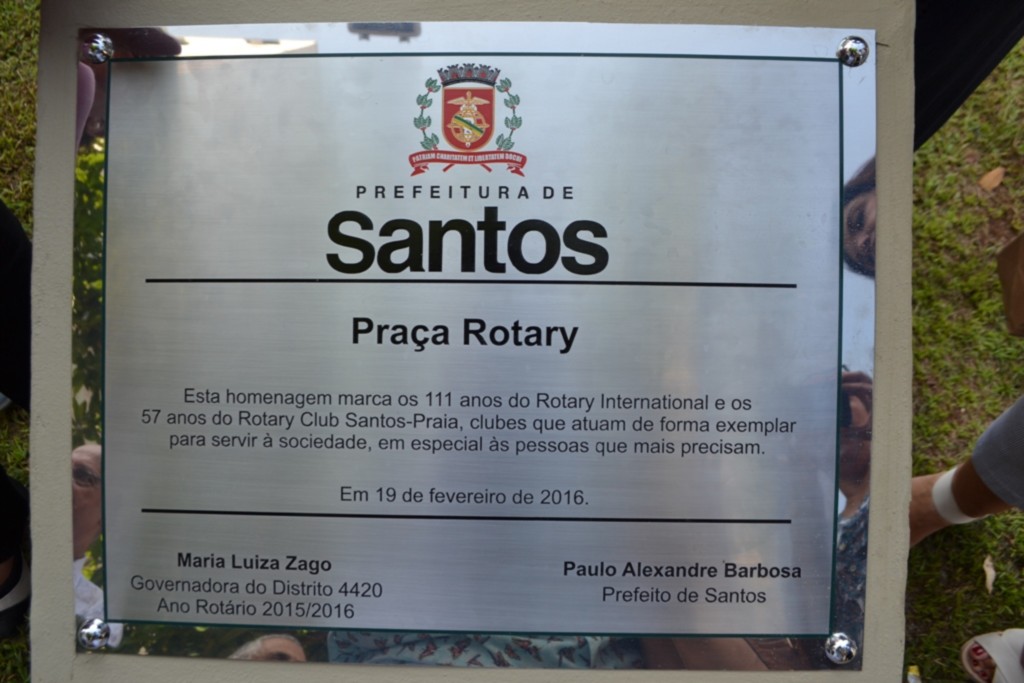 PATRIAM CHARITATEM ET LIBERTATEM DOCUI
PREFEITURA DE
Santos
Praça Rotary
Esta homenagem marca os 111 anos do Rotary International e os
57 anos do Rotary Club Santos-Praia, clubes que atuam de forma exemplar
para servir à sociedade, em especial às pessoas que mais precisam.
Em 19 de fevereiro de 2016.
Maria Luiza Zago
Governadora do Distrito 4420
Ano Rotário 2015/2016
Paulo Alexandre Barbosa
Prefeito de Santos